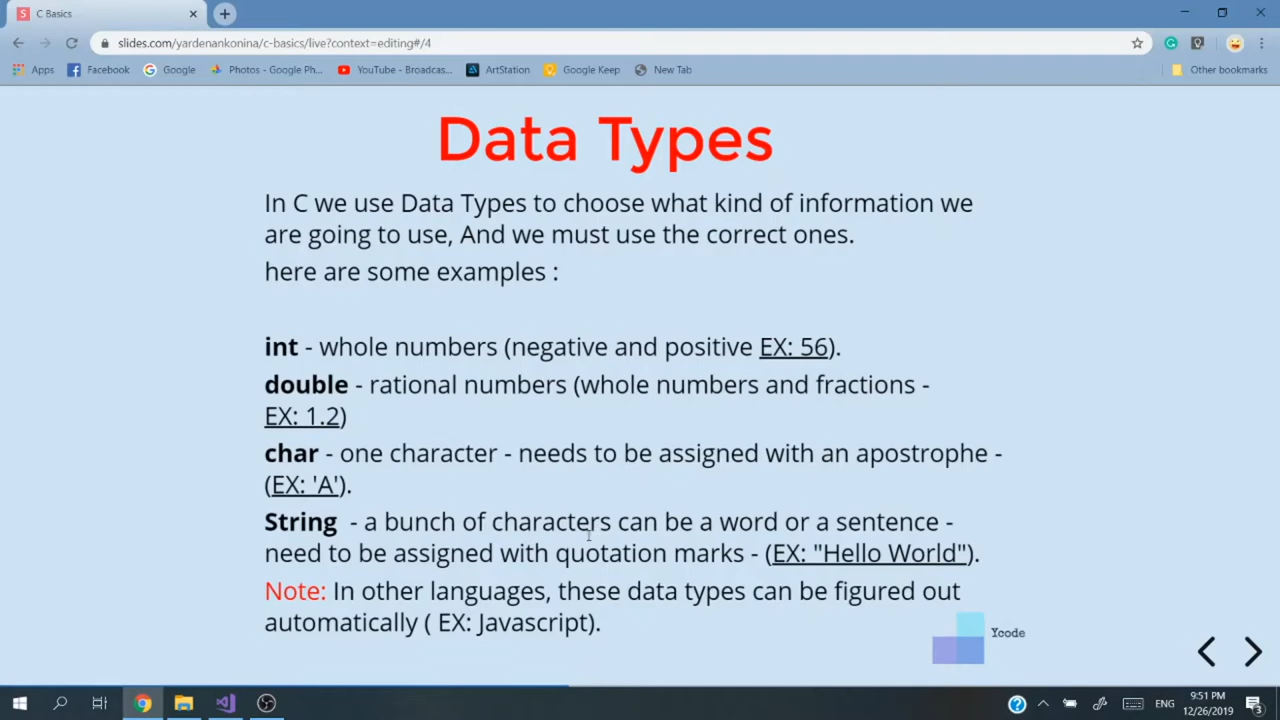 C Basics
slides.com/yardenankonina/c-basics/live?context=editing#/4
Apps Facebook Google Photos - Google Ph... YouTube - Broadcas... ArtStation Google Keep New Tab Other bookmarks
Data Types
In C we use Data Types to choose what kind of information we
are going to use, And we must use the correct ones.
here are some examples :
int - whole numbers (negative and positive EX: 56).
double - rational numbers (whole numbers and fractions -
EX: 1.2)
char - one character - needs to be assigned with an apostrophe -
(EX: 'A').
String - a bunch of characters can be a word or a sentence -
need to be assigned with quotation marks - (EX: "Hello World").
Note: In other languages, these data types can be figured out
automatically ( EX: Javascript).
Ycode
ENG
9:51 PM
12/26/2019
3